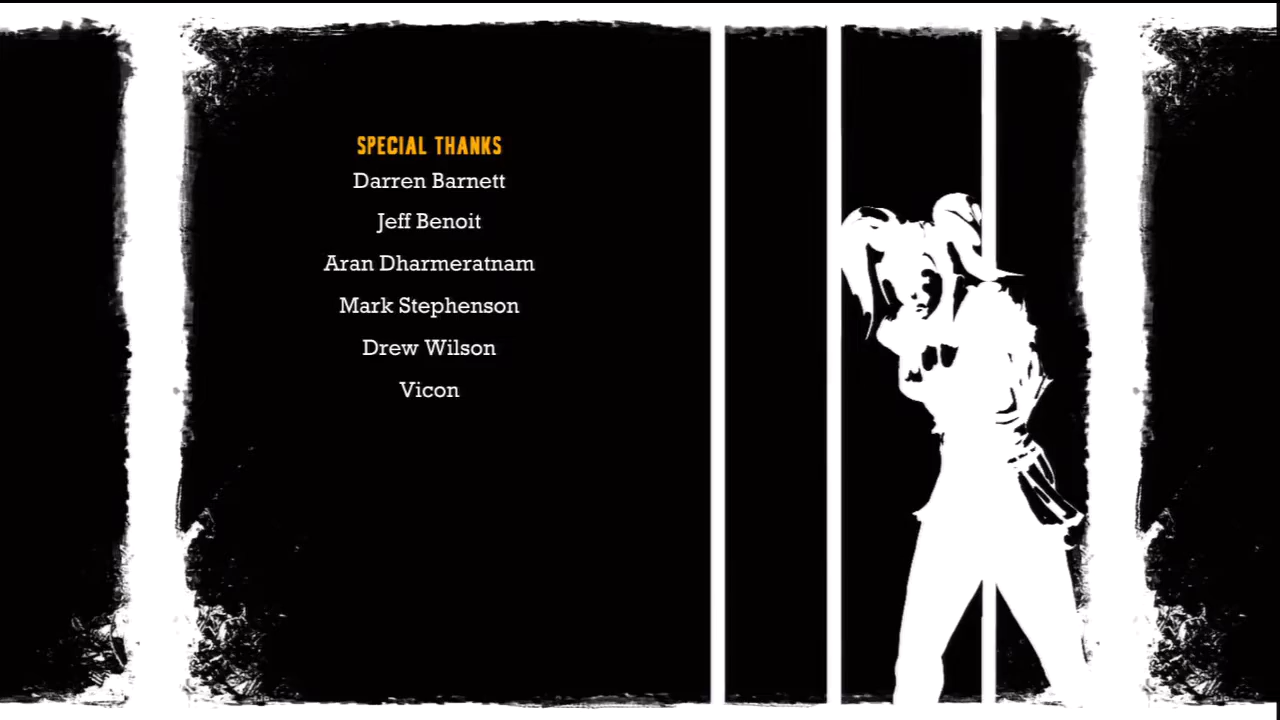 SPECIAL THANKS
Darren Barnett
Jeff Benoit
Aran Dharmeratnam
Mark Stephenson
Drew Wilson
Vicon